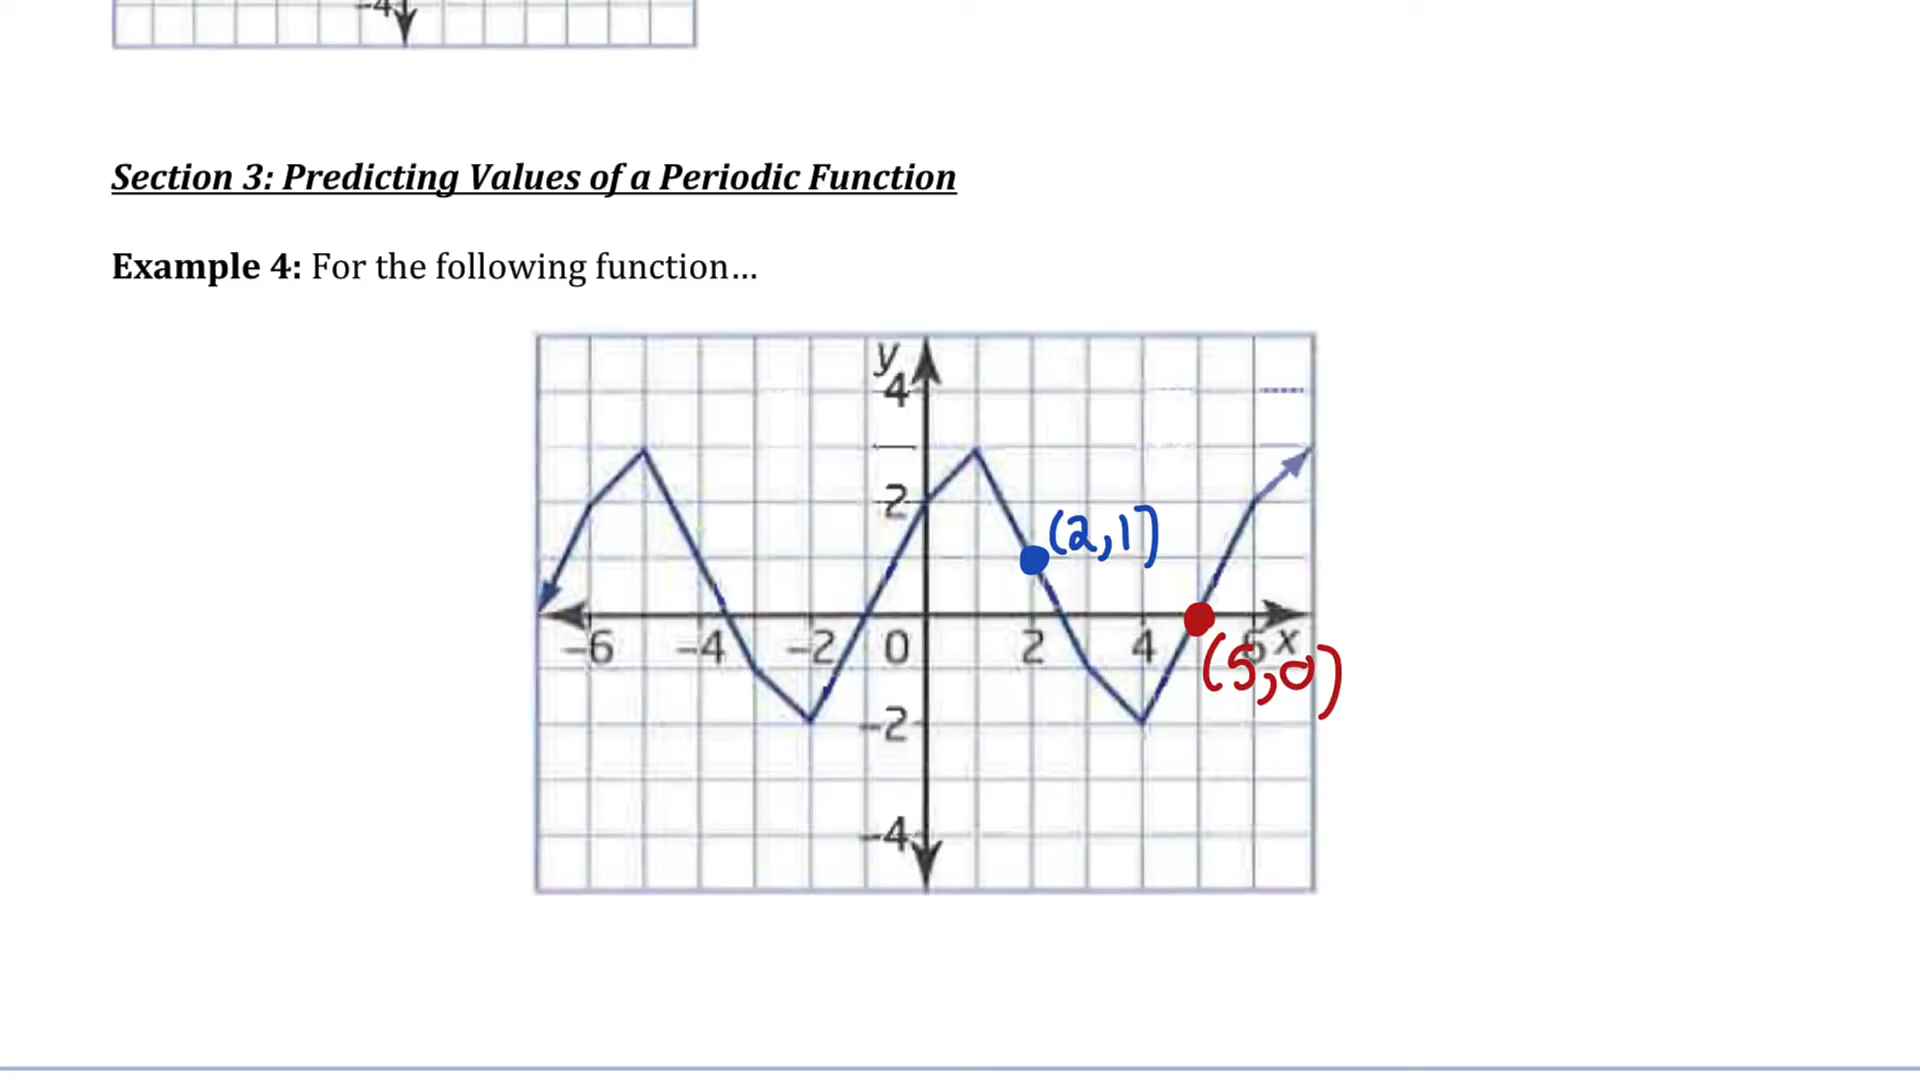 -4
Section 3: Predicting Values of a Periodic Function
Example 4: For the following function…
y
4
2
(2,1)
-6 -4 -2 0 2 4 6 x
(5,0)
-2
-4